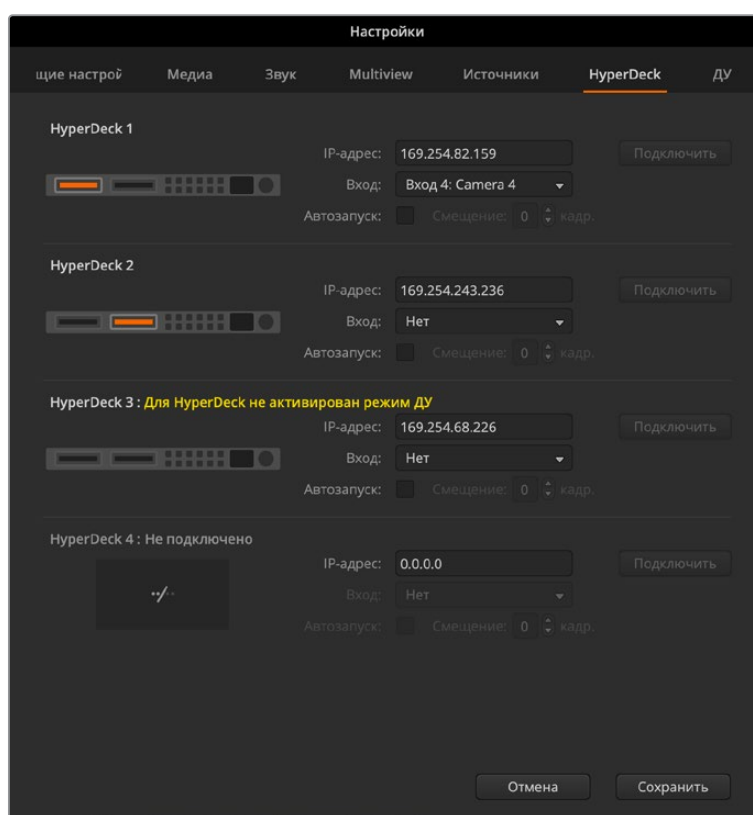 Настройки
щие настрой Медиа Звук Multiview Источники HyperDeck ДУ
HyperDeck 1
IP-адрес: 169.254.82.159 Подключить
Вход: Вход 4: Camera 4
Автозапуск: Смещение: 0 кадр.
HyperDeck 2
IP-адрес: 169.254.243.236 Подключить
Вход: Нет
Автозапуск: Смещение: 0 кадр.
HyperDeck 3 : Для HyperDeck не активирован режим ДУ
IP-адрес: 169.254.68.226 Подключить
Вход: Нет
Автозапуск: Смещение: 0 кадр.
HyperDeck 4 : Не подключено
IP-адрес: 0.0.0.0 Подключить
Вход: Нет
Автозапуск: Смещение: 0 кадр.
Отмена Сохранить